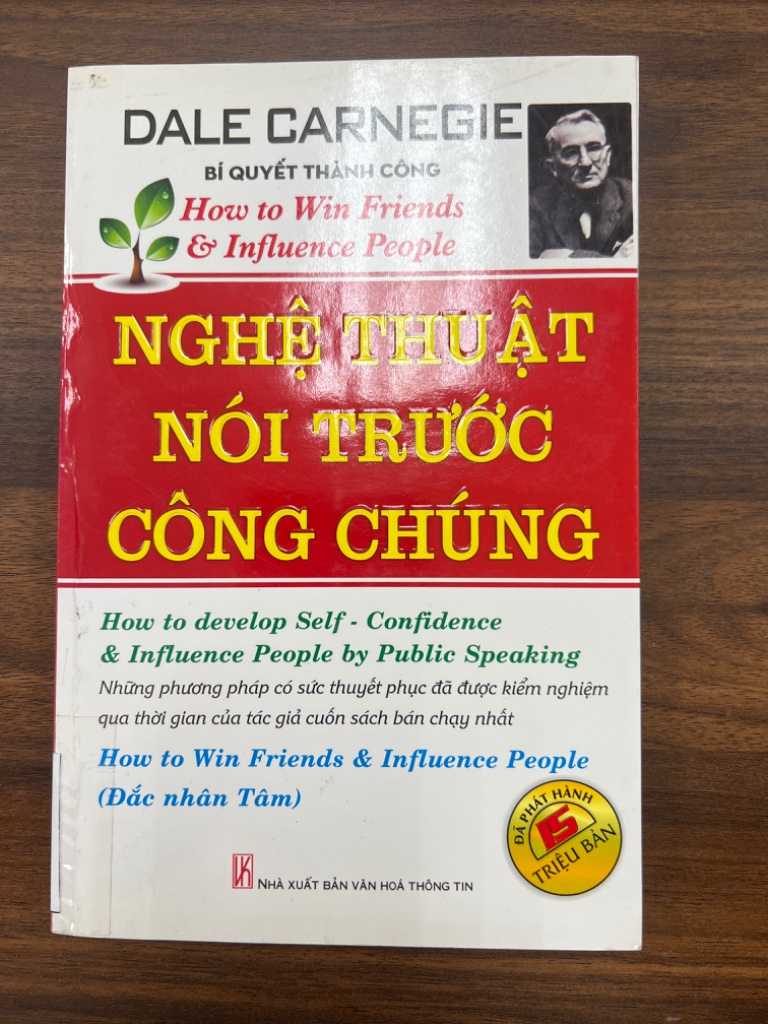 DALE CARNEGIE
BÍ QUYẾT THÀNH CÔNG
How to Win Friends
& Influence People
NGHỆ THUẬT
NÓI TRƯỚC
CÔNG CHÚNG
How to develop Self - Confidence
& Influence People by Public Speaking
Những phương pháp có sức thuyết phục đã được kiểm nghiệm
qua thời gian của tác giả cuốn sách bán chạy nhất
How to Win Friends & Influence People
(Đắc nhân Tâm)
ĐÃ PHÁT HÀNH
15
TRIỆU BẢN
NHÀ XUẤT BẢN VĂN HOÁ THÔNG TIN